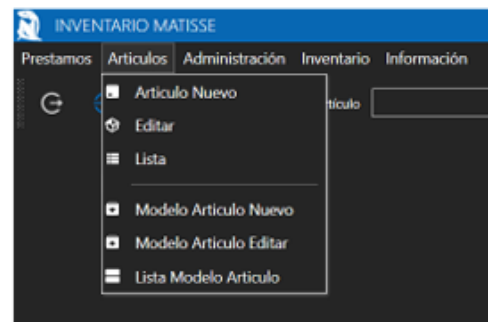 INVENTARIO MATISSE
Prestamos Articulos Administración Inventario Información
Articulo Nuevo
tículo
Editar
Lista
Modelo Articulo Nuevo
Modelo Articulo Editar
Lista Modelo Articulo